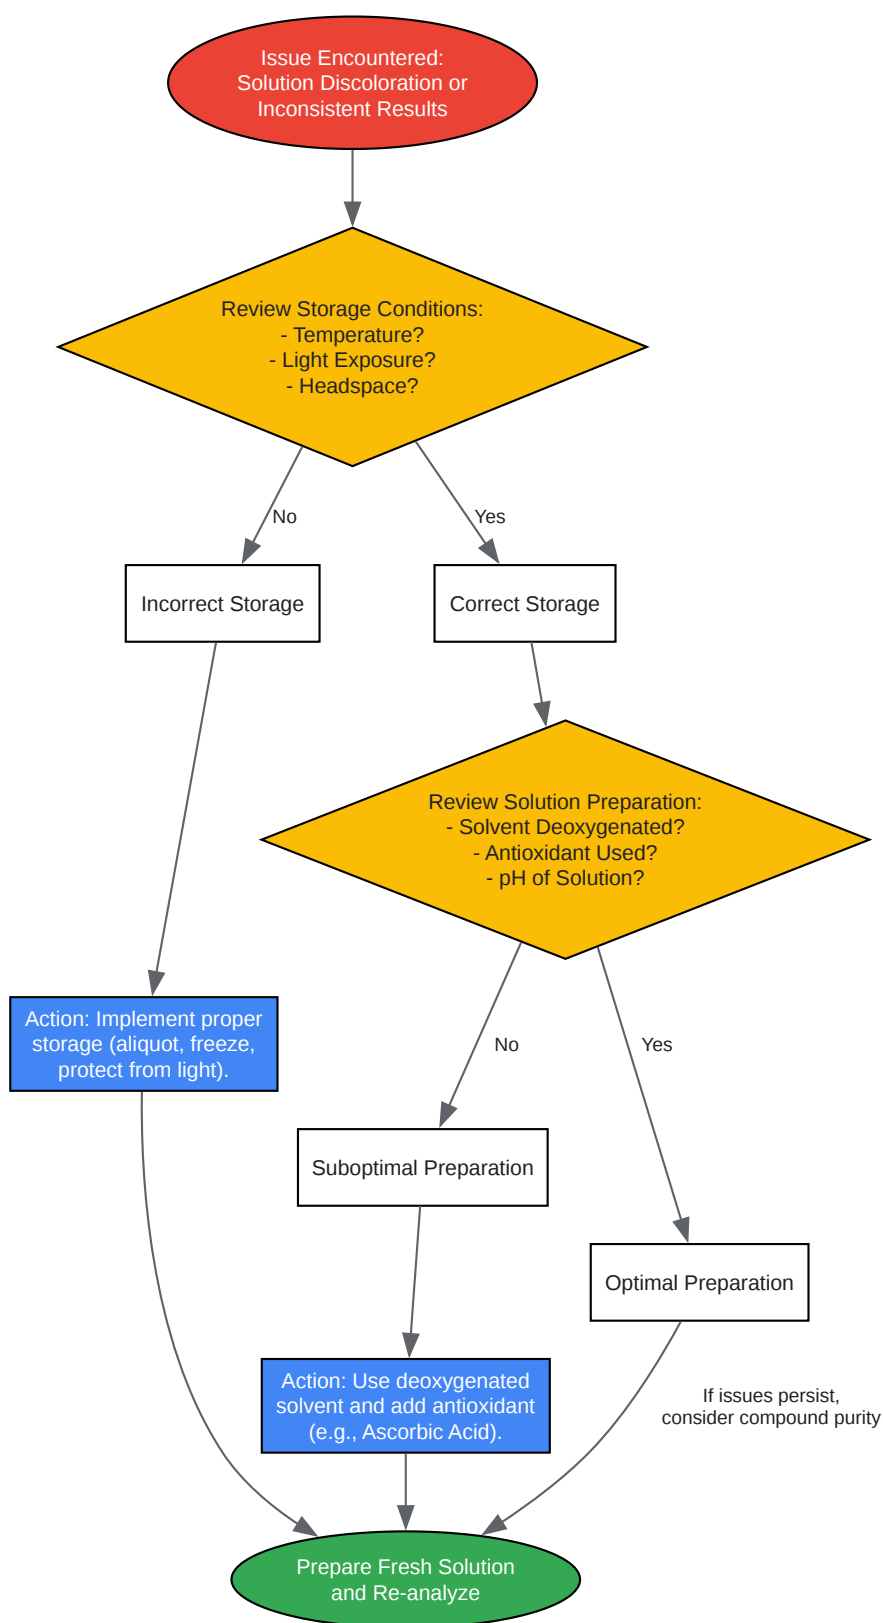 Issue Encountered:
Solution Discoloration or
Inconsistent Results
Review Storage Conditions:
- Temperature?
- Light Exposure?
- Headspace?
No
Yes
Incorrect Storage
Correct Storage
Review Solution Preparation:
- Solvent Deoxygenated?
- Antioxidant Used?
- pH of Solution?
Action: Implement proper
storage (aliquot, freeze,
protect from light).
No
Yes
Suboptimal Preparation
Optimal Preparation
Action: Use deoxygenated
solvent and add antioxidant
(e.g., Ascorbic Acid).
If issues persist,
consider compound purity
Prepare Fresh Solution
and Re-analyze